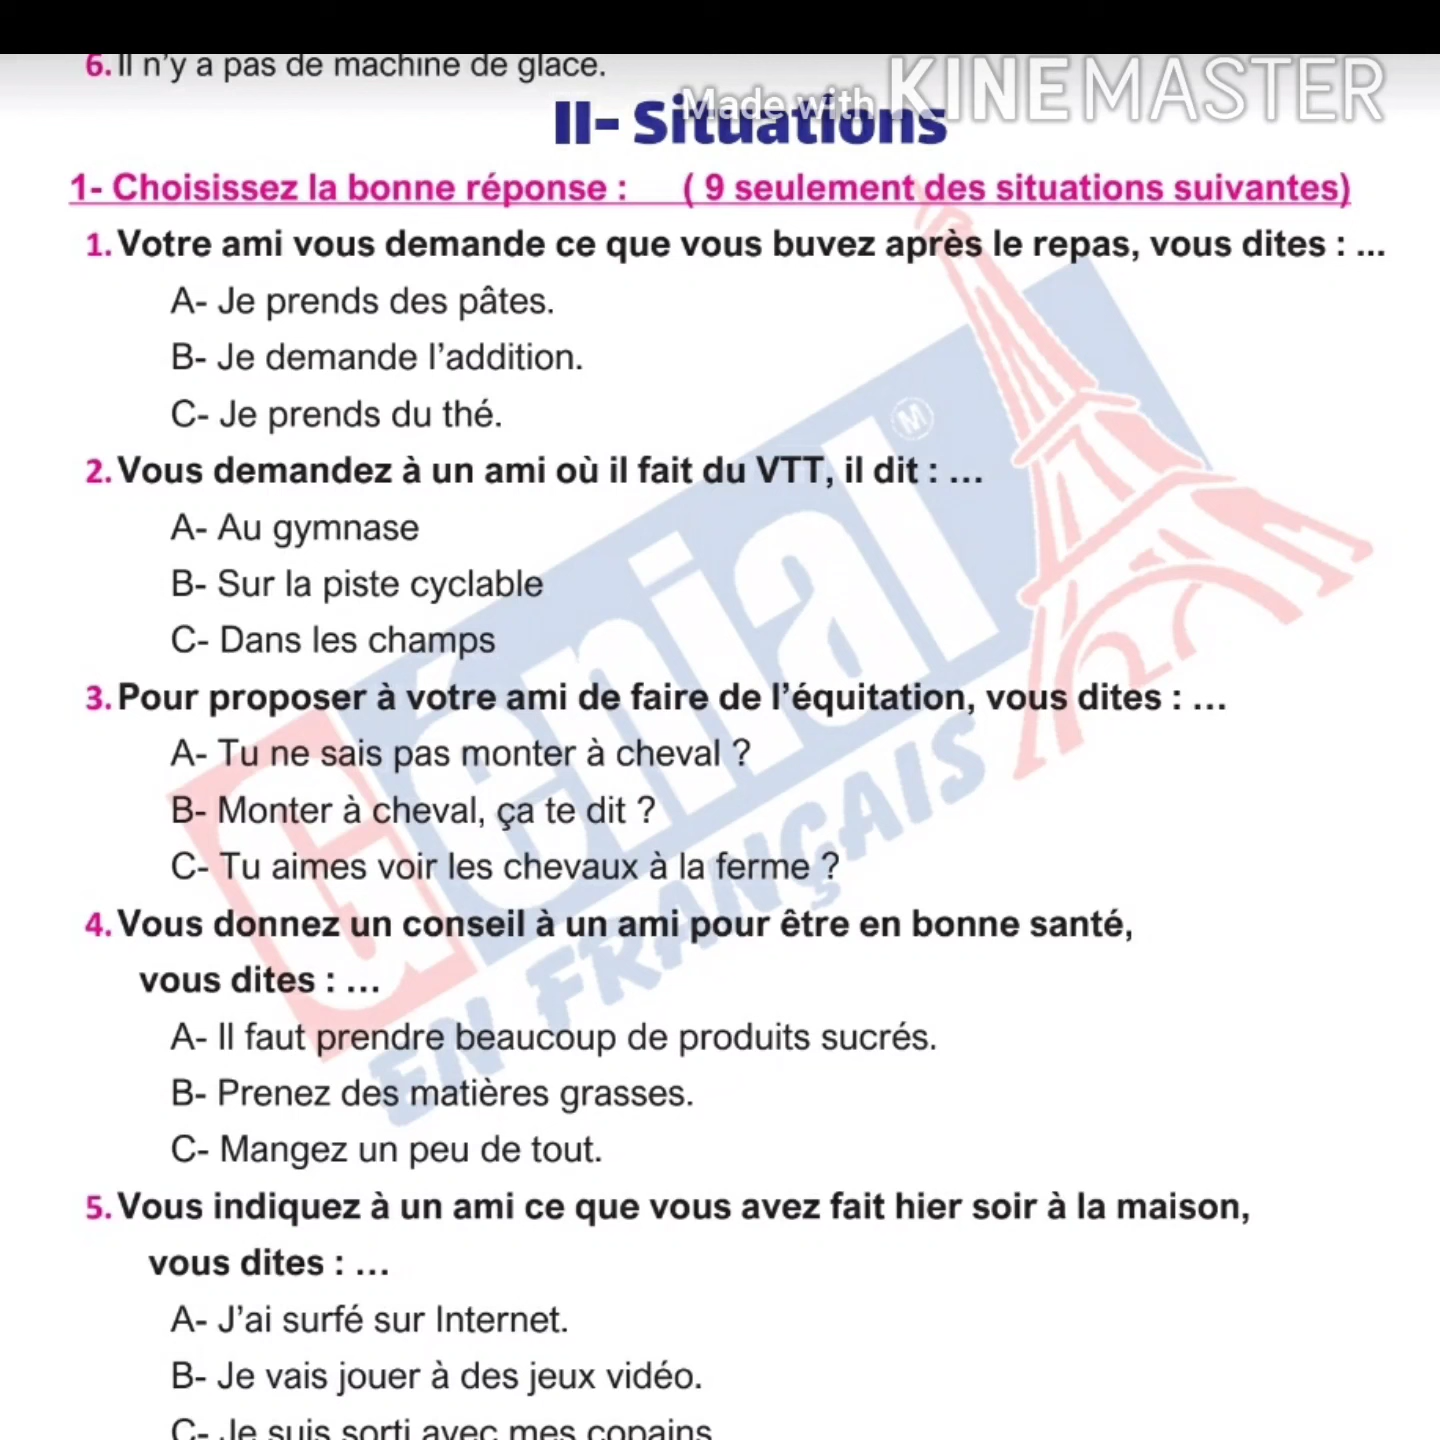 6. Il n’y a pas de machine de glace.
Made with KINEMASTER
II- Situations
1- Choisissez la bonne réponse : ( 9 seulement des situations suivantes)
1. Votre ami vous demande ce que vous buvez après le repas, vous dites : ...
A- Je prends des pâtes.
B- Je demande l’addition.
C- Je prends du thé.
2. Vous demandez à un ami où il fait du VTT, il dit : ...
A- Au gymnase
B- Sur la piste cyclable
C- Dans les champs
3. Pour proposer à votre ami de faire de l’équitation, vous dites : ...
A- Tu ne sais pas monter à cheval ?
B- Monter à cheval, ça te dit ?
C- Tu aimes voir les chevaux à la ferme ?
4. Vous donnez un conseil à un ami pour être en bonne santé,
vous dites : ...
A- Il faut prendre beaucoup de produits sucrés.
B- Prenez des matières grasses.
C- Mangez un peu de tout.
5. Vous indiquez à un ami ce que vous avez fait hier soir à la maison,
vous dites : ...
A- J’ai surfé sur Internet.
B- Je vais jouer à des jeux vidéo.
C- Je suis sorti avec mes copains
Génial M
EN FRANÇAIS